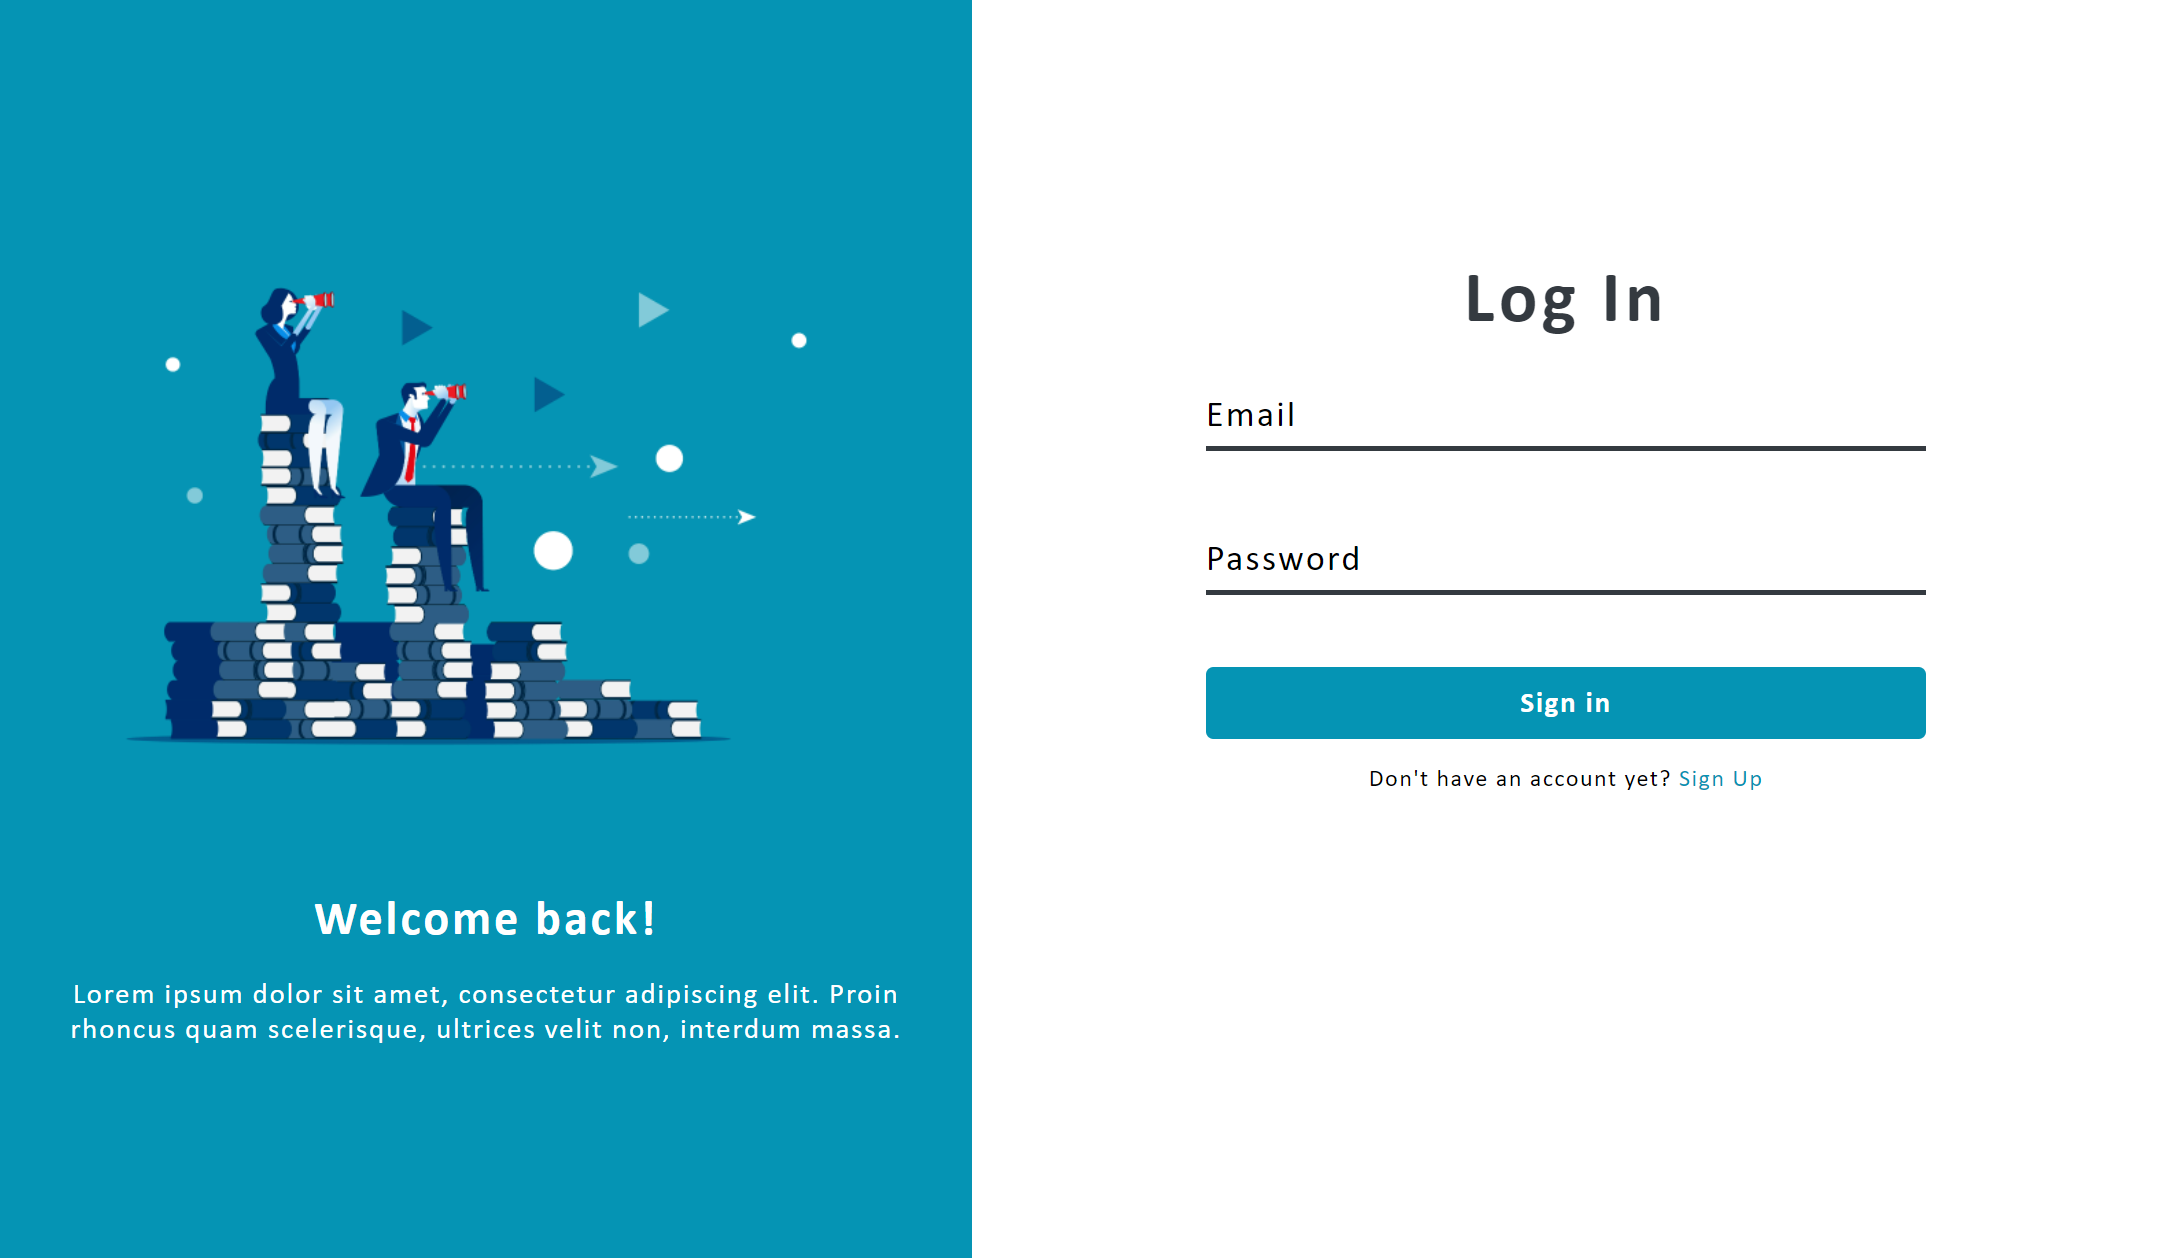 Welcome back!
Lorem ipsum dolor sit amet, consectetur adipiscing elit. Proin
rhoncus quam scelerisque, ultrices velit non, interdum massa.
Log In
Email
Password
Sign in
Don't have an account yet? Sign Up